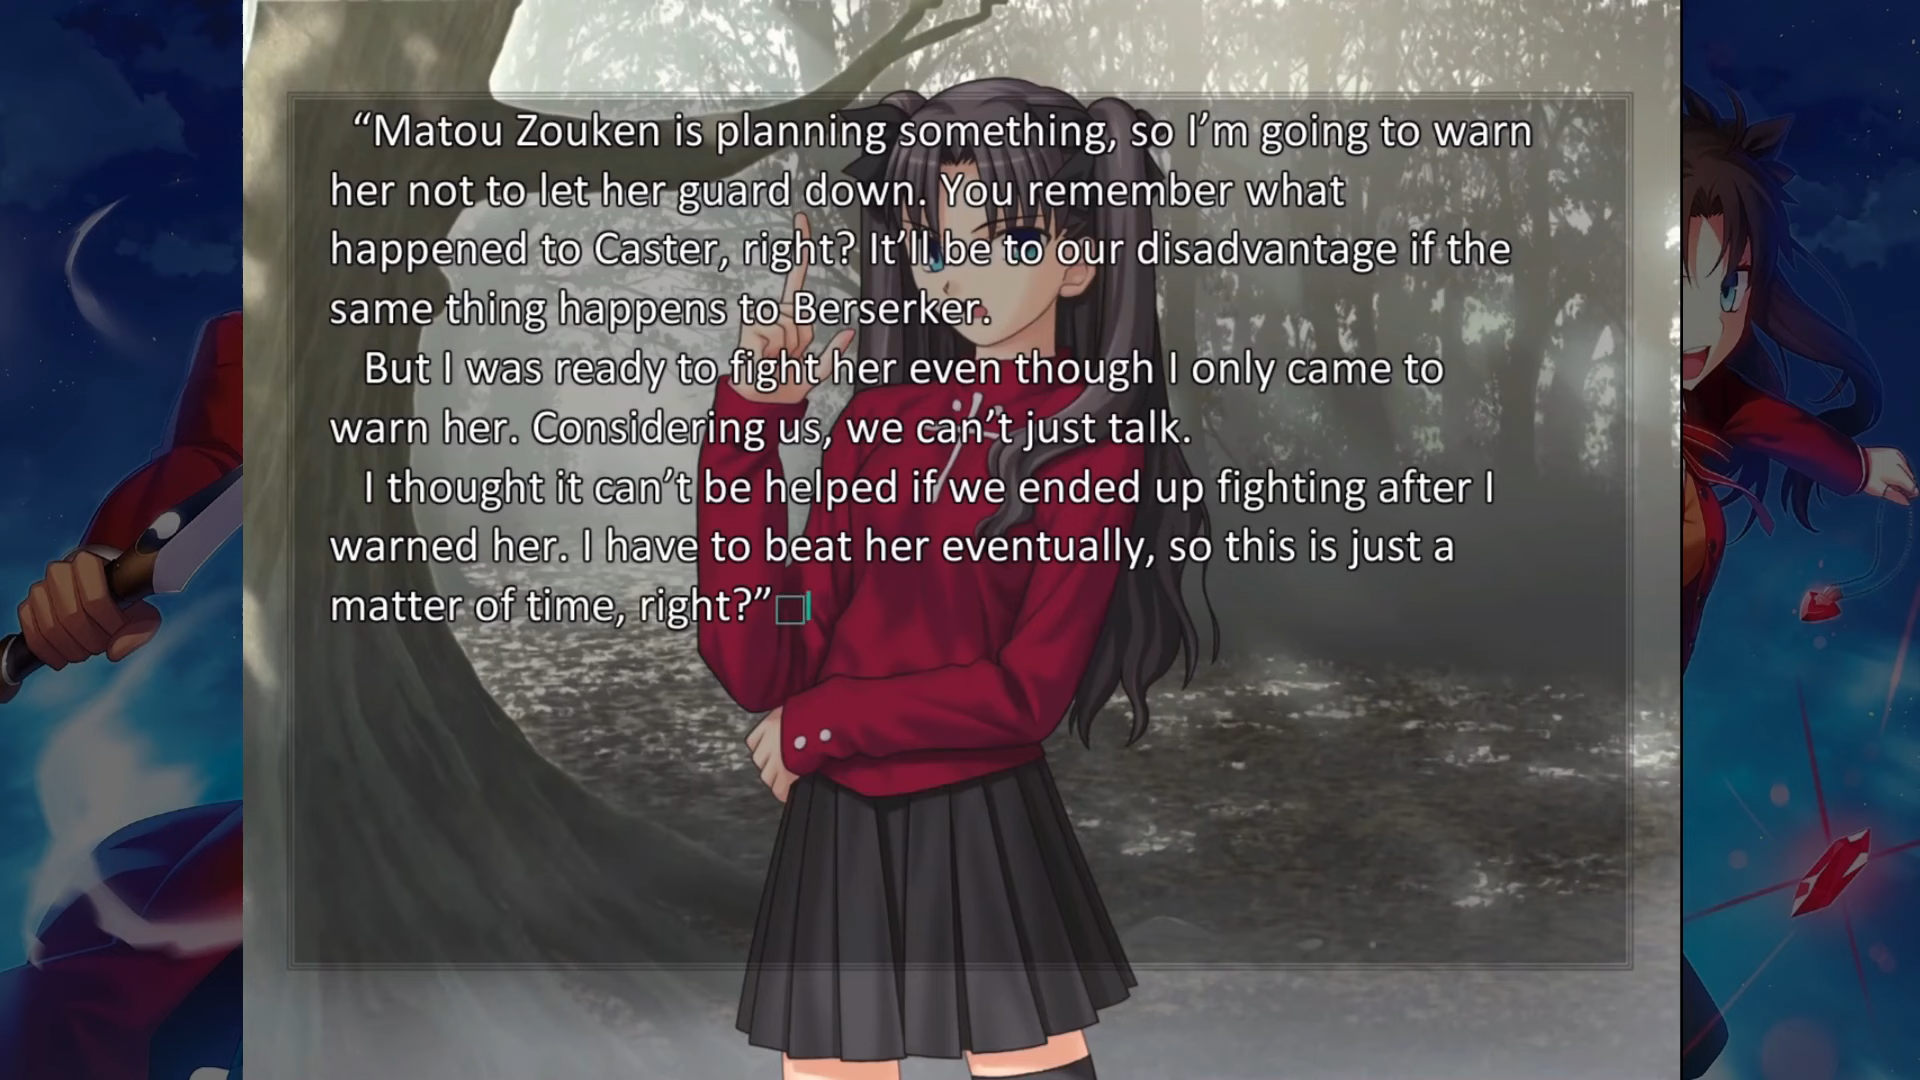 “Matou Zouken is planning something, so I’m going to warn
her not to let her guard down. You remember what
happened to Caster, right? It’ll be to our disadvantage if the
same thing happens to Berserker.
But I was ready to fight her even though I only came to
warn her. Considering us, we can’t just talk.
I thought it can’t be helped if we ended up fighting after I
warned her. I have to beat her eventually, so this is just a
matter of time, right?”